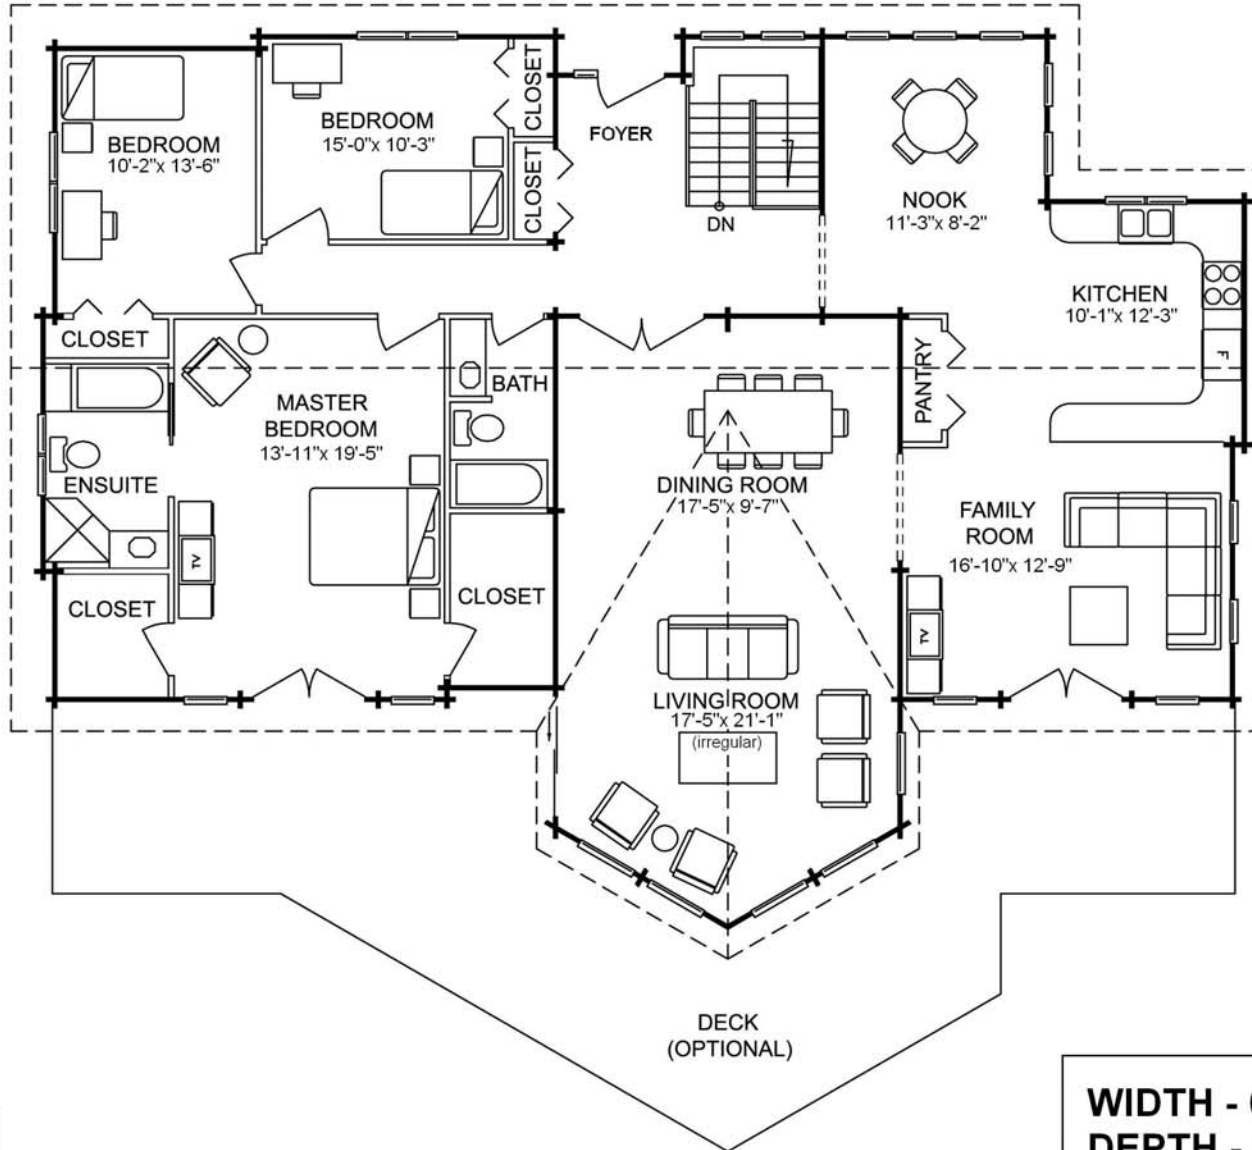 BEDROOM
10'-2"x 13'-6"
BEDROOM
15'-0"x 10'-3"
CLOSET
CLOSET
FOYER
DN
NOOK
11'-3"x 8'-2"
KITCHEN
10'-1"x 12'-3"
F
PANTRY
CLOSET
MASTER
BEDROOM
13'-11"x 19'-5"
BATH
ENSUITE
TV
CLOSET
CLOSET
DINING ROOM
17'-5"x 9'-7"
FAMILY
ROOM
16'-10"x 12'-9"
TV
LIVING ROOM
17'-5"x 21'-1"
(irregular)
DECK
(OPTIONAL)
WIDTH -
DEPTH -